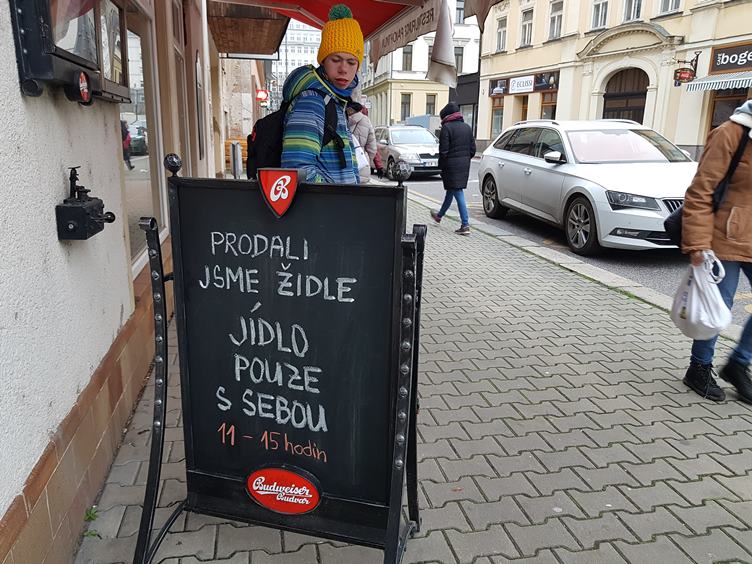 PRODALI
JSME ŽIDLE
JÍDLO
POUZE
S SEBOU
11 - 15 hodin
Budweiser
Budvar
B